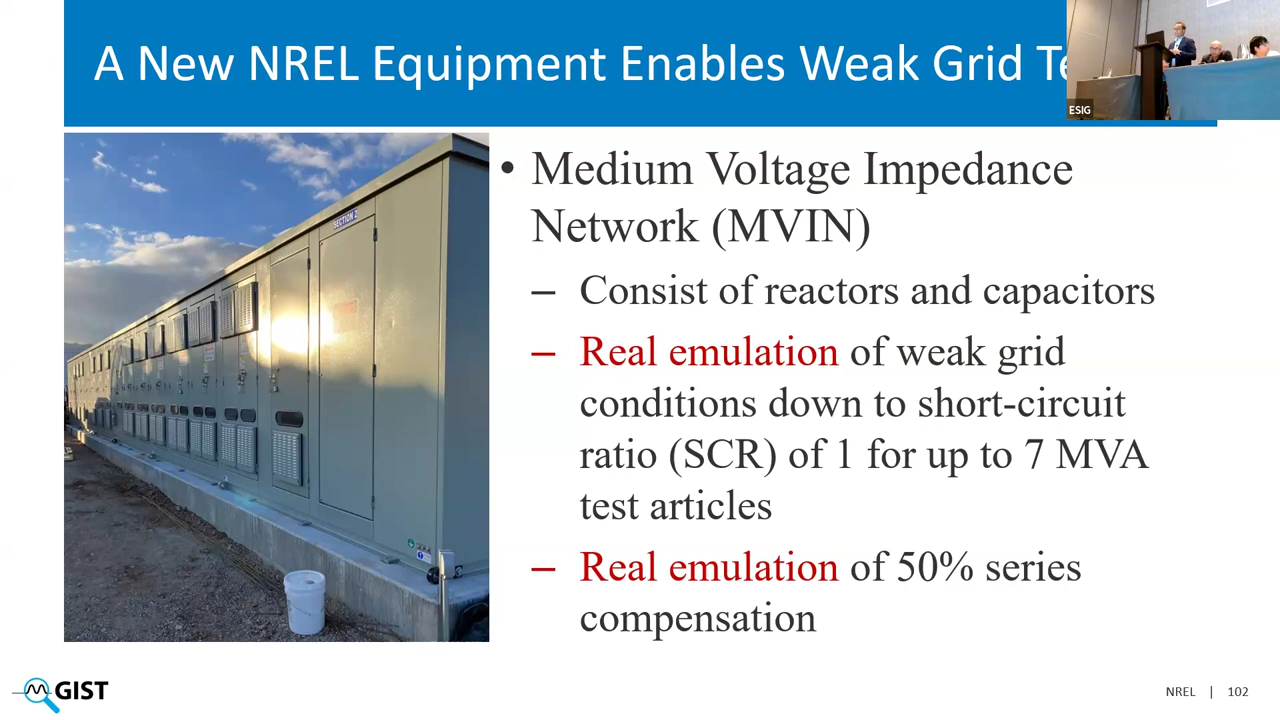 A New NREL Equipment Enables Weak Grid
ESIG
SECTION 2
• Medium Voltage Impedance
Network (MVIN)
– Consist of reactors and capacitors
– Real emulation of weak grid
conditions down to short-circuit
ratio (SCR) of 1 for up to 7 MVA
test articles
– Real emulation of 50% series
compensation
GIST
NREL | 102